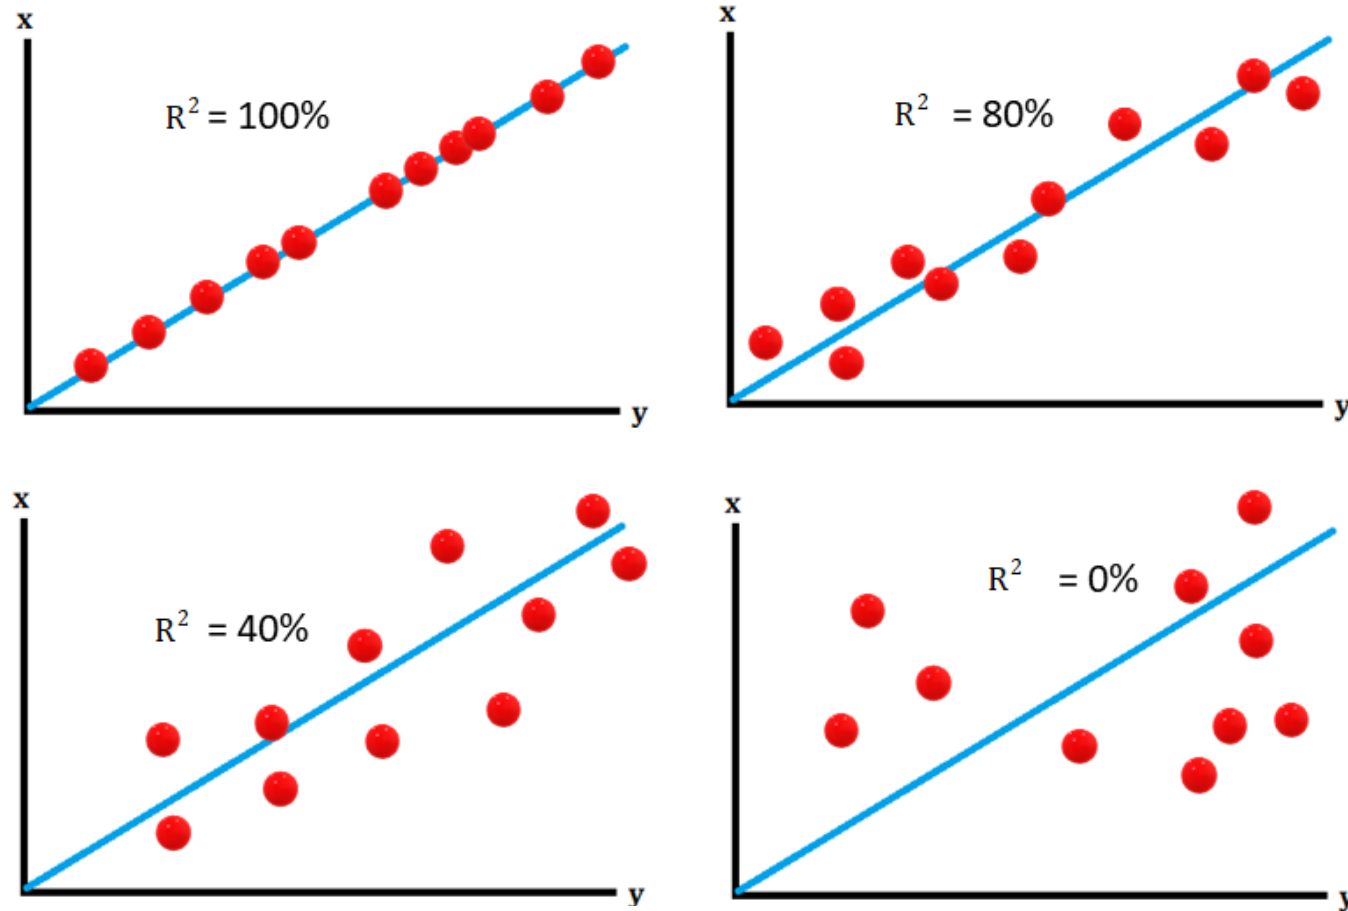 x
R² = 100%
y
x
R² = 80%
y
x
R² = 40%
y
x
R² = 0%
y